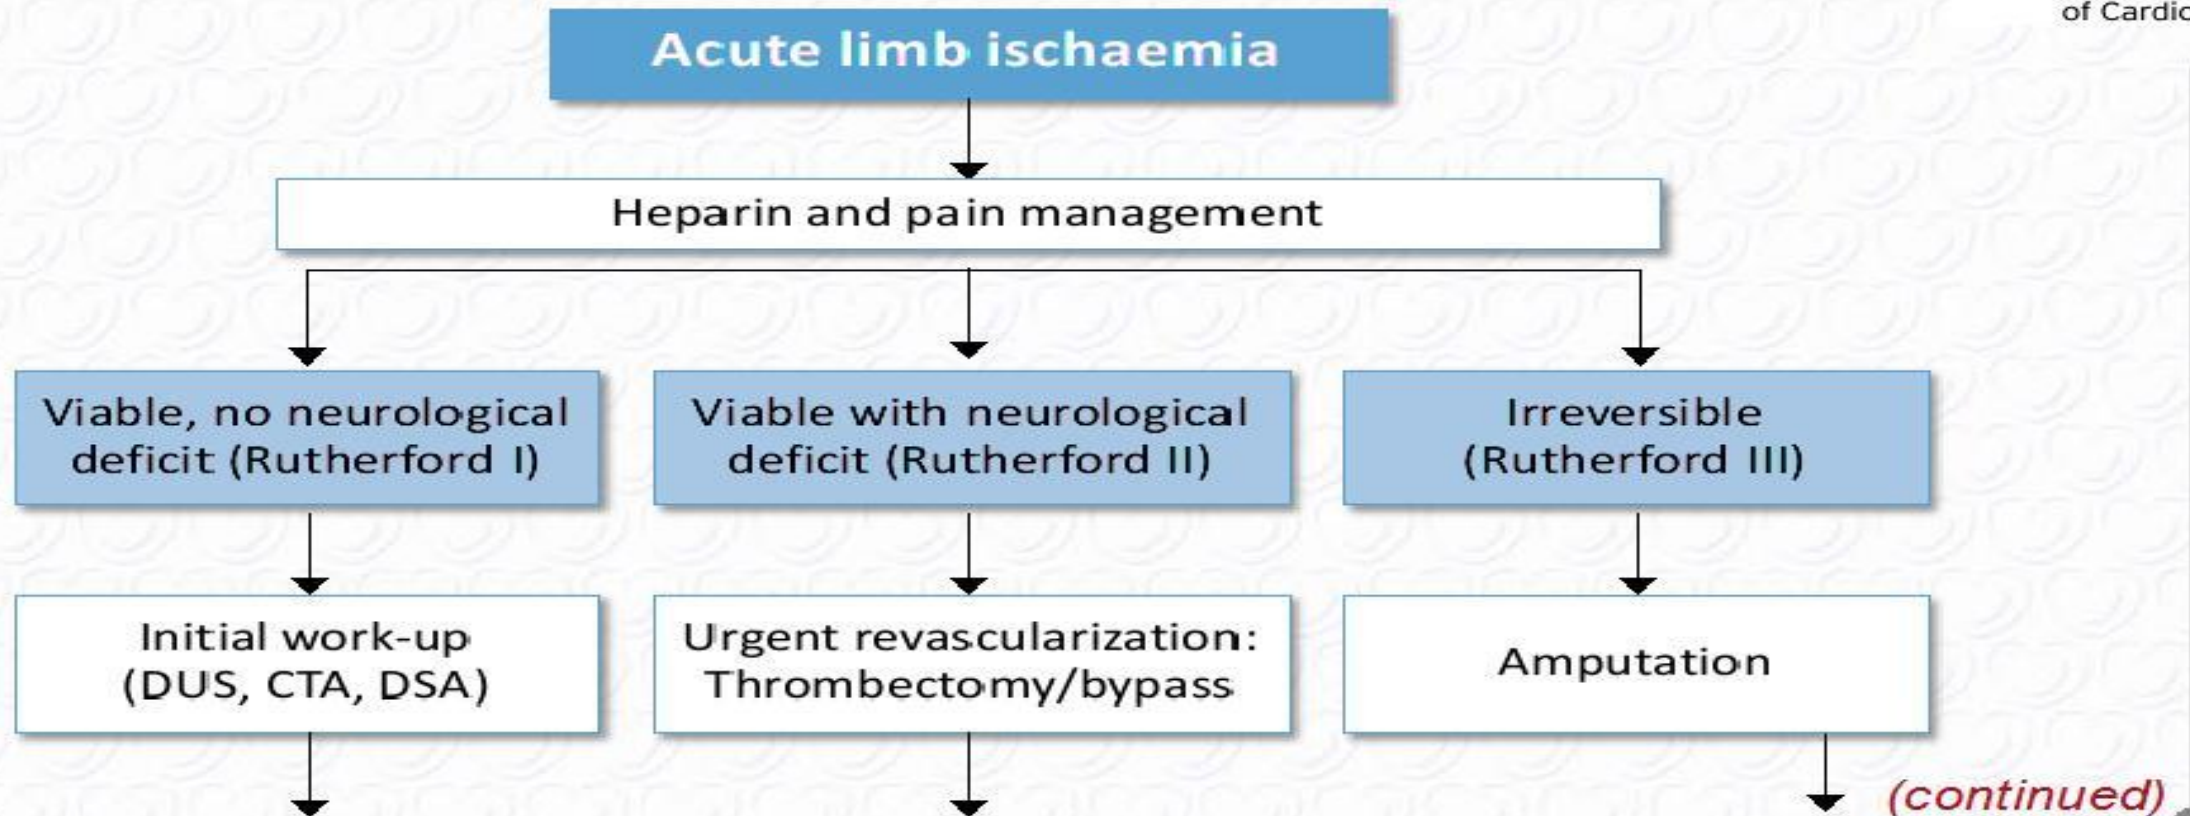 of Cardio
Acute limb ischaemia
Heparin and pain management
Viable, no neurological
deficit (Rutherford I)
Viable with neurological
deficit (Rutherford II)
Irreversible
(Rutherford III)
Initial work-up
(DUS, CTA, DSA)
Urgent revascularization:
Thrombectomy/bypass
Amputation
(continued)